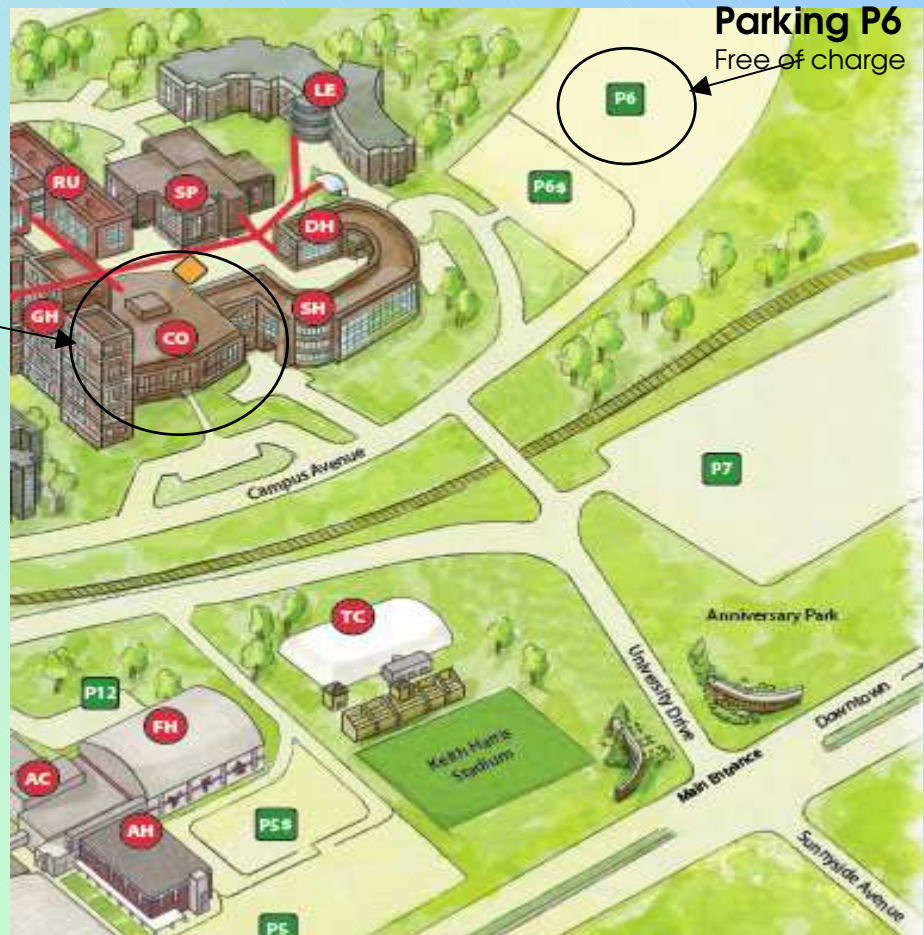 Parking P6
Free of charge
LE
P6
RU
SP
P6$
DH
GH
SH
CO
Campus Avenue
P7
TC
Anniversary Park
University Drive
P12
Downtown
FH
Keith Harris
Stadium
Main Entrance
AC
AH
P5$
Sunnyside Avenue
P5